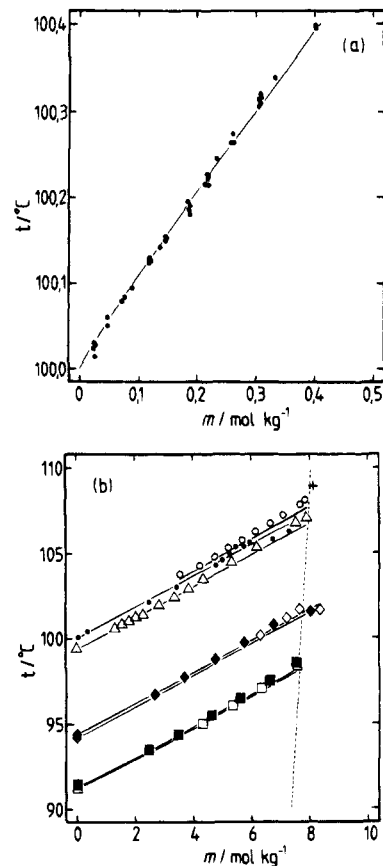 (a)
t/°C
100,4
100,3
100,2
100,1
100,0
0 0,1 0,2 0,3 0,4 0,5
m/mol kg⁻¹
(b)
t/°C
110
105
100
95
90
0 2 4 6 8 10
m/mol kg⁻¹